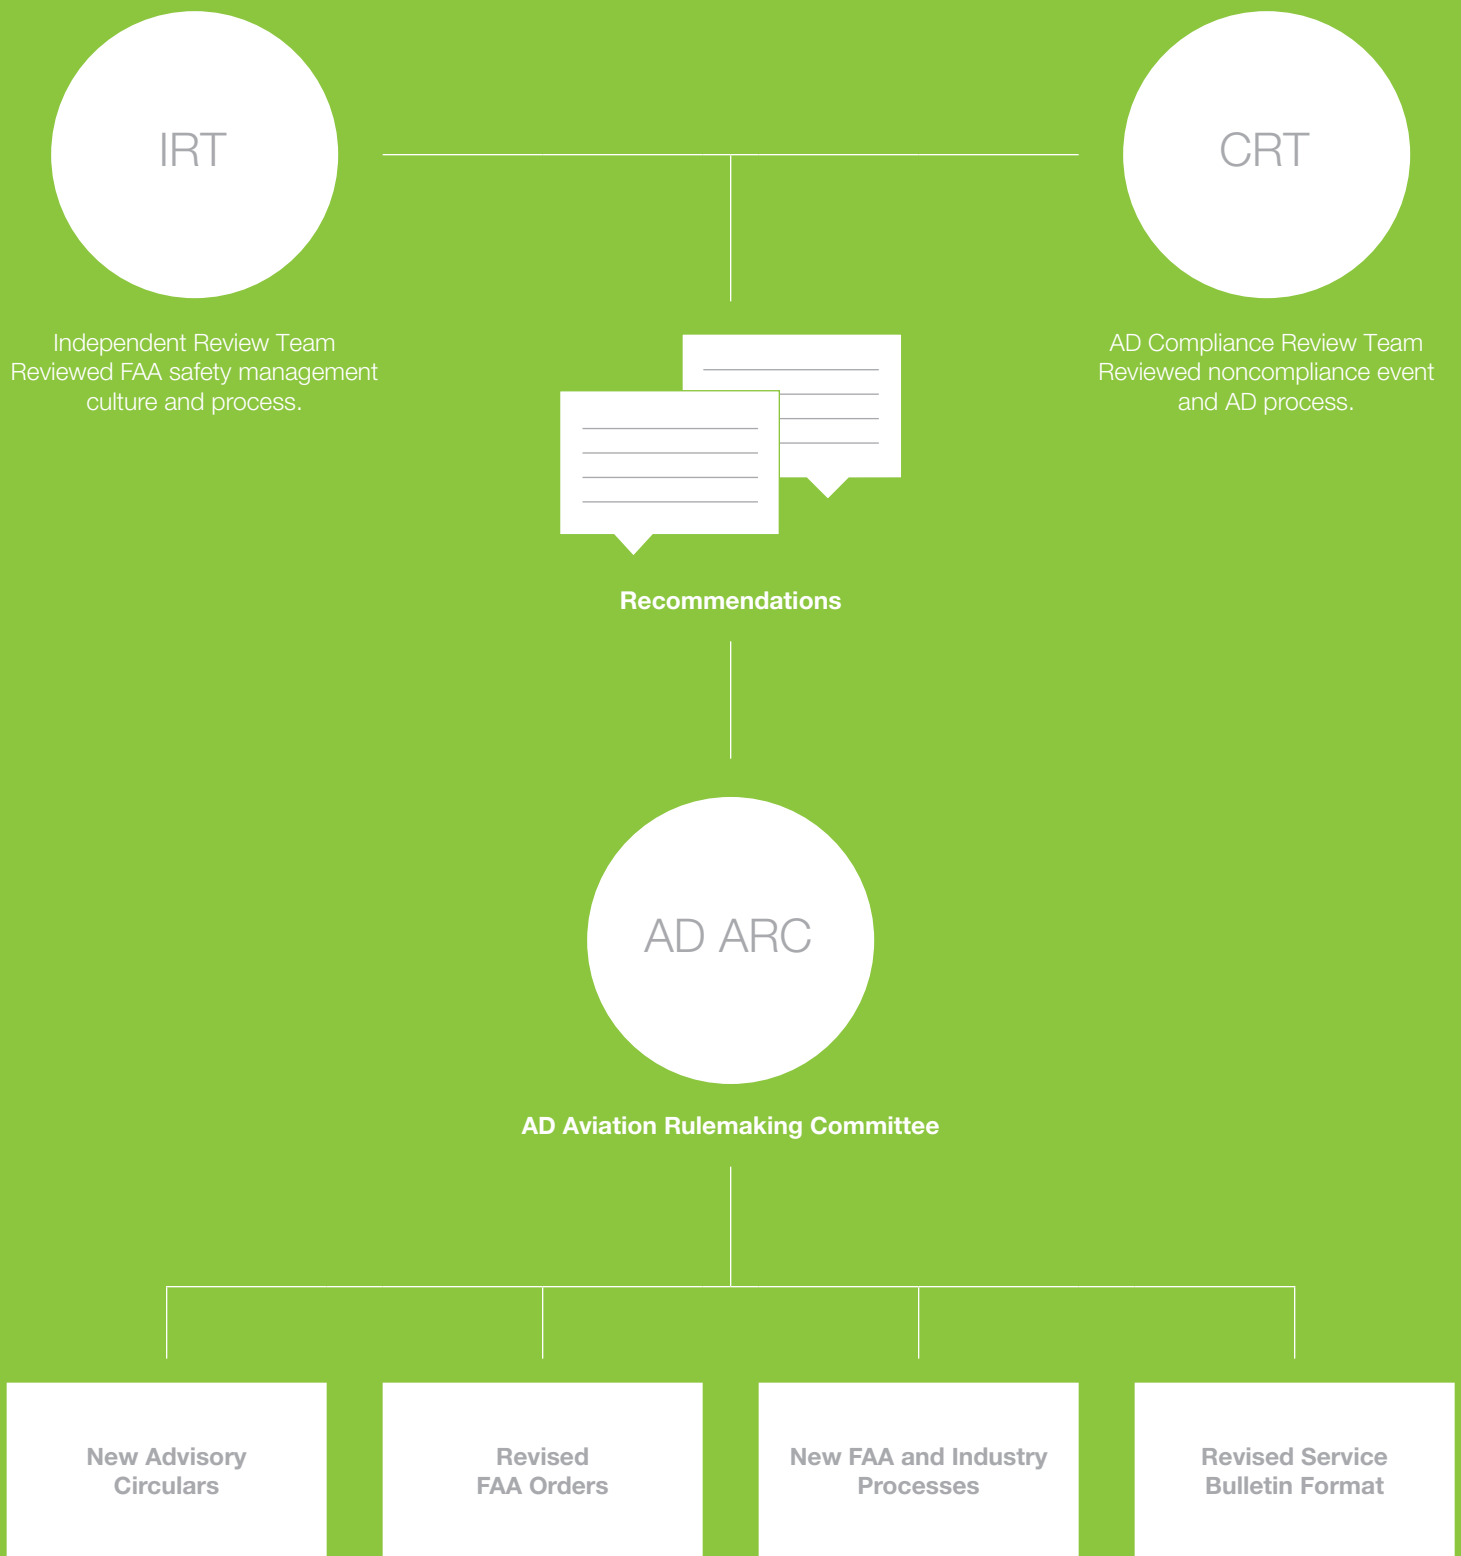 IRT
CRT
Independent Review Team
Reviewed FAA safety management
culture and process.
AD Compliance Review Team
Reviewed noncompliance event
and AD process.
Recommendations
AD ARC
AD Aviation Rulemaking Committee
New Advisory
Circulars
Revised
FAA Orders
New FAA and Industry
Processes
Revised Service
Bulletin Format